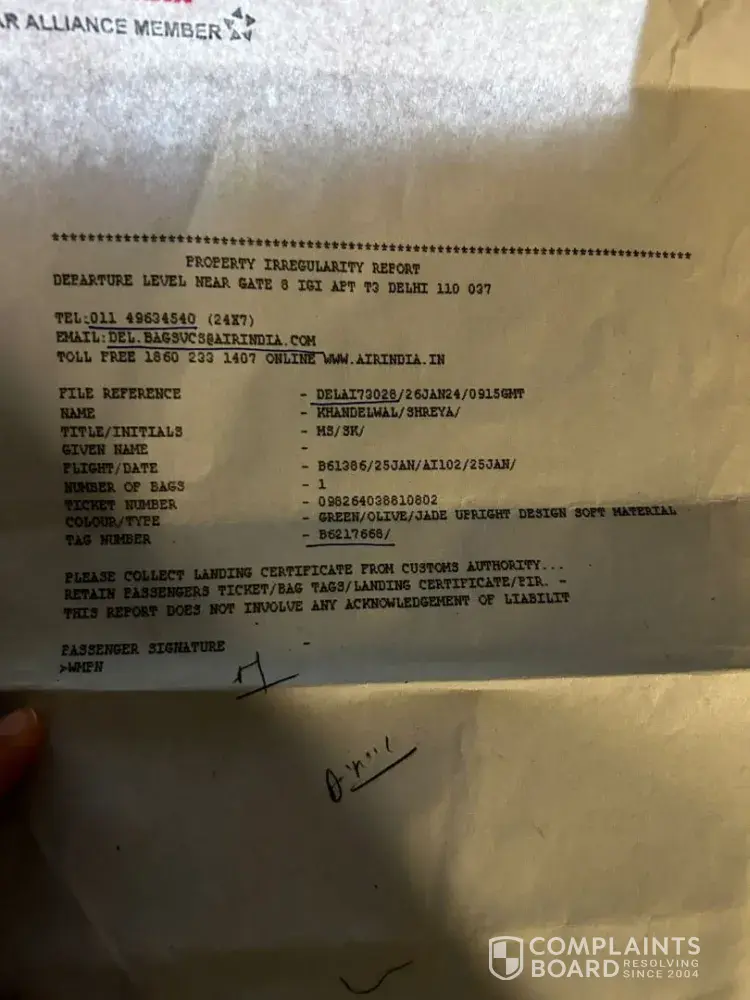 AR ALLIANCE MEMBER
PROPERTY IRREGULARITY REPORT
DEPARTURE LEVEL NEAR GATE 8 IGI APT T3 DELHI 110 037
TEL:011 49634540 (24X7)
EMAIL:DEL.BAGSVCS@AIRINDIA.COM
TOLL FREE 1860 233 1407 ONLINE WWW.AIRINDIA.IN
FILE REFERENCE - DELAI73028/26JAN24/0915GMT
NAME - KHANDELWAL/SHREYA/
TITLE/INITIALS - MS/SK/
GIVEN NAME -
FLIGHT/DATE - B61386/25JAN/AI102/25JAN/
NUMBER OF BAGS - 1
TICKET NUMBER - 098264038810802
COLOUR/TYPE - GREEN/OLIVE/JADE UPRIGHT DESIGN SOFT MATERIAL
TAG NUMBER - B6217668/
PLEASE COLLECT LANDING CERTIFICATE FROM CUSTOMS AUTHORITY...
RETAIN PASSENGERS TICKET/BAG TAGS/LANDING CERTIFICATE/PIR. -
THIS REPORT DOES NOT INVOLVE ANY ACKNOWLEDGEMENT OF LIABILIT
PASSENGER SIGNATURE -
>WMPN
COMPLAINTS
BOARD RESOLVING
SINCE 2004